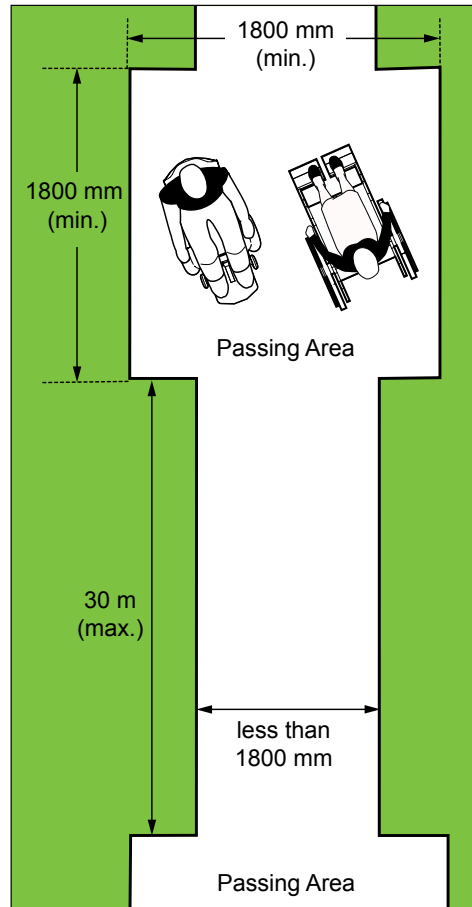 1800 mm
(min.)
1800 mm
(min.)
Passing Area
30 m
(max.)
less than
1800 mm
Passing Area